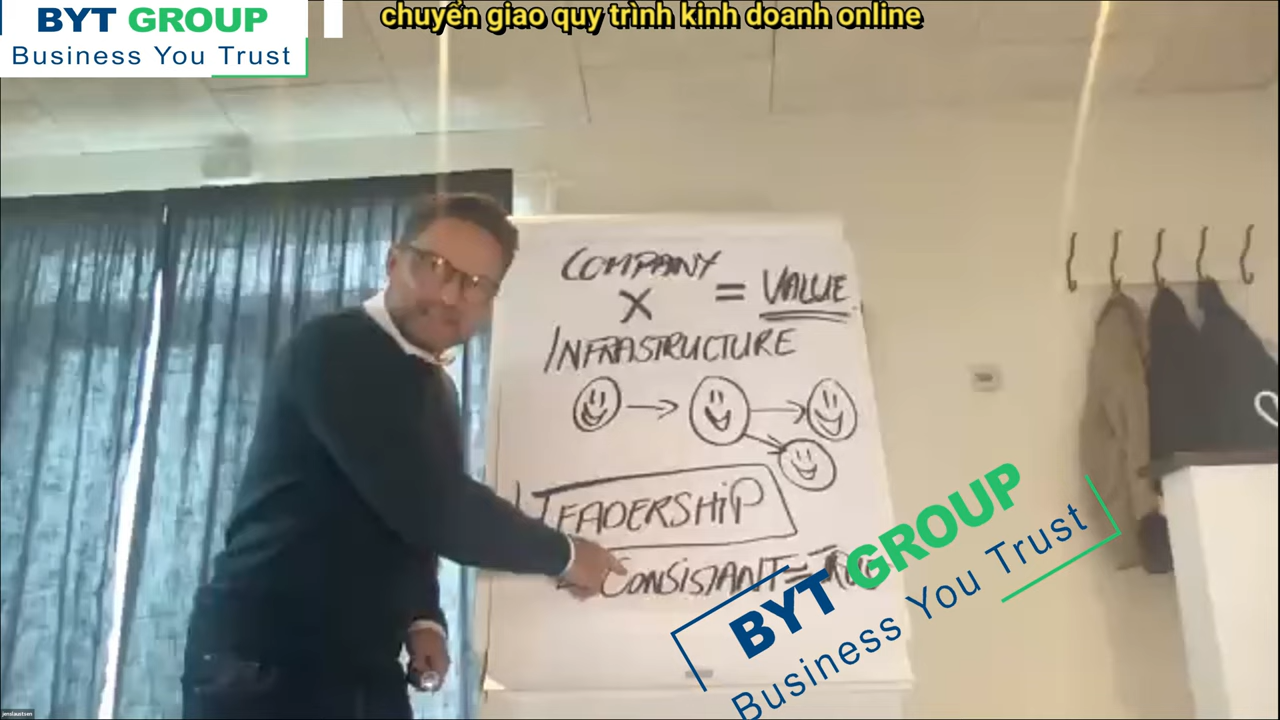 chuyển giao quy trình kinh doanh online
BYT GROUP
Business You Trust
COMPANY
X
= VALUE
INFRASTRUCTURE
LEADERSHIP
CONSISTANT =
BYT GROUP
Business You Trust